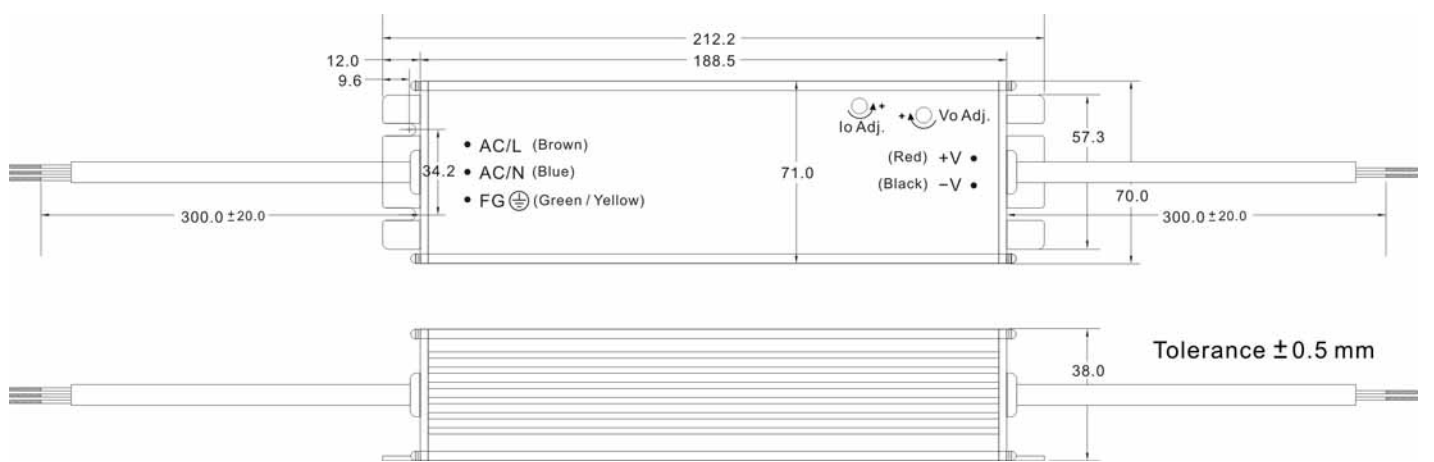 212.2
12.0 188.5
9.6
Io Adj. + + Vo Adj.
57.3
AC/L (Brown)
(Red) +V
34.2 AC/N (Blue) 71.0
(Black) −V
70.0
FG (Green / Yellow)
300.0 ±20.0 300.0 ±20.0
Tolerance ±0.5 mm
38.0